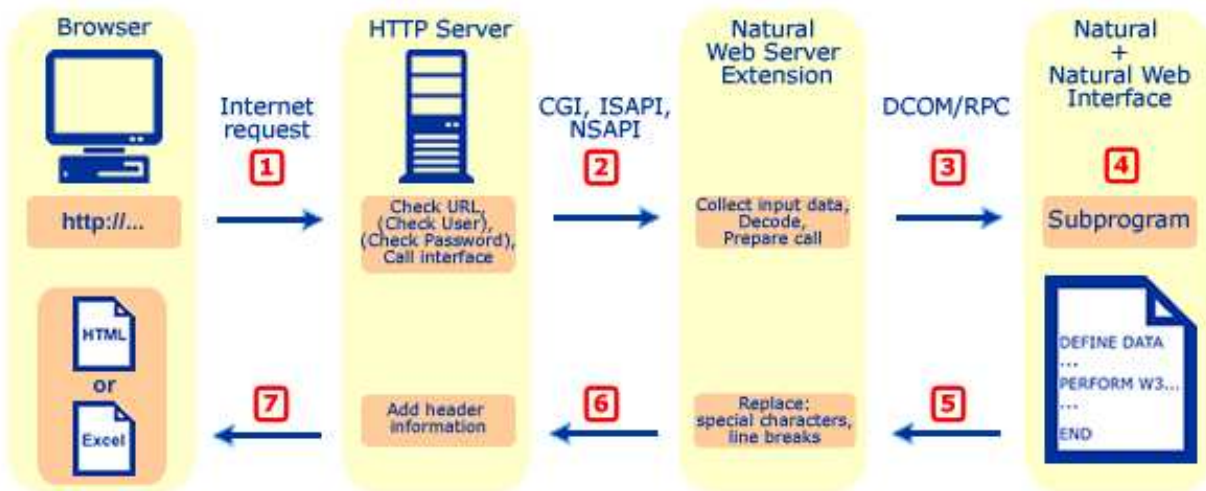 Browser
HTTP Server
Natural
Web Server
Extension
Natural
+
Natural Web
Interface
Internet
request
1
CGI, ISAPI,
NSAPI
2
DCOM/RPC
3
4
http://...
Check URL,
(Check User),
(Check Password),
Call interface
Collect input data,
Decode,
Prepare call
Subprogram
HTML
or
Excel
7
Add header
information
6
Replace:
special characters,
line breaks
5
DEFINE DATA
...
PERFORM W3...
...
END